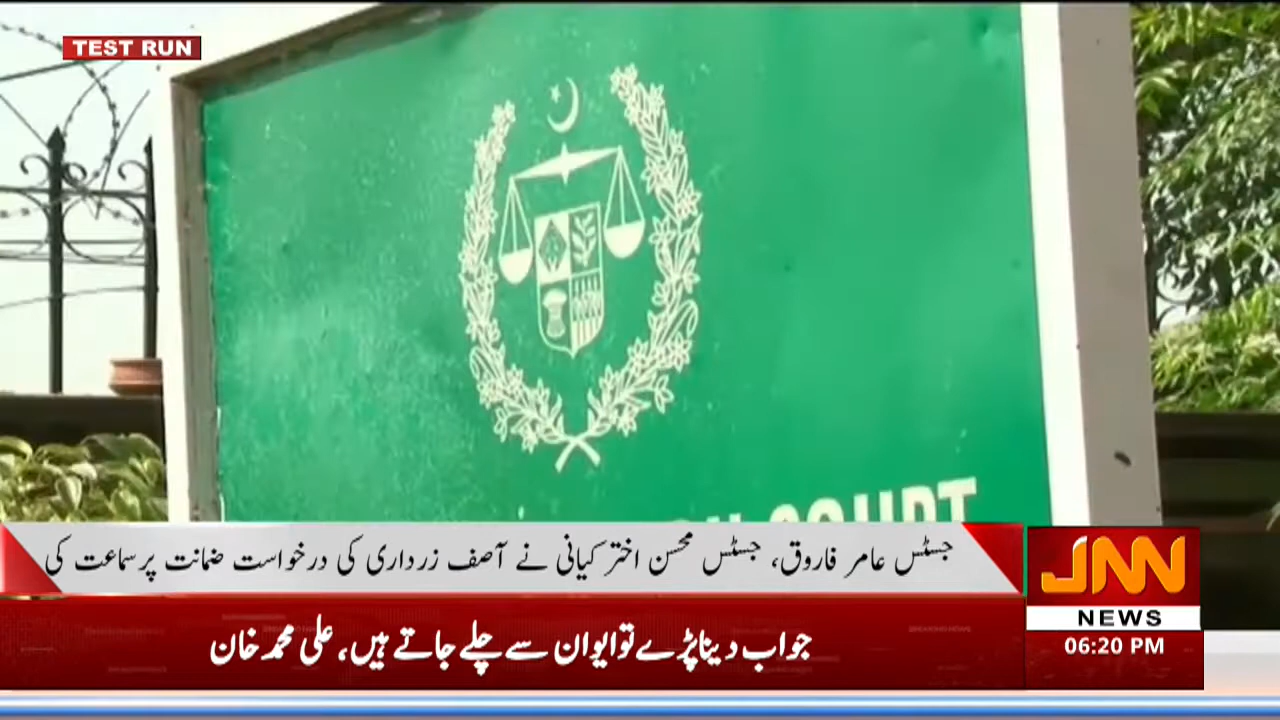 TEST RUN
COURT
جسٹس عامر فاروق، جسٹس محسن اختر کیانی نے آصف زرداری کی درخواست ضمانت پر سماعت کی
جواب دینا پڑے تو ایوان سے چلے جاتے ہیں، علی محمد خان
JNN
NEWS
06:20 PM